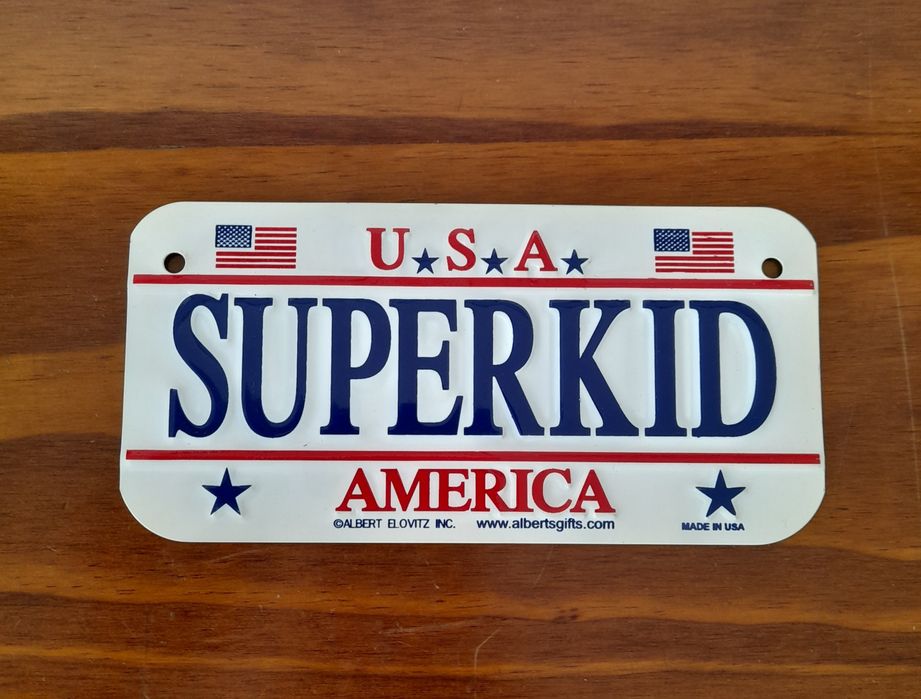 U★S★A★
SUPERKID
AMERICA
©ALBERT ELOVITZ INC. www.albertsgifts.com
MADE IN USA